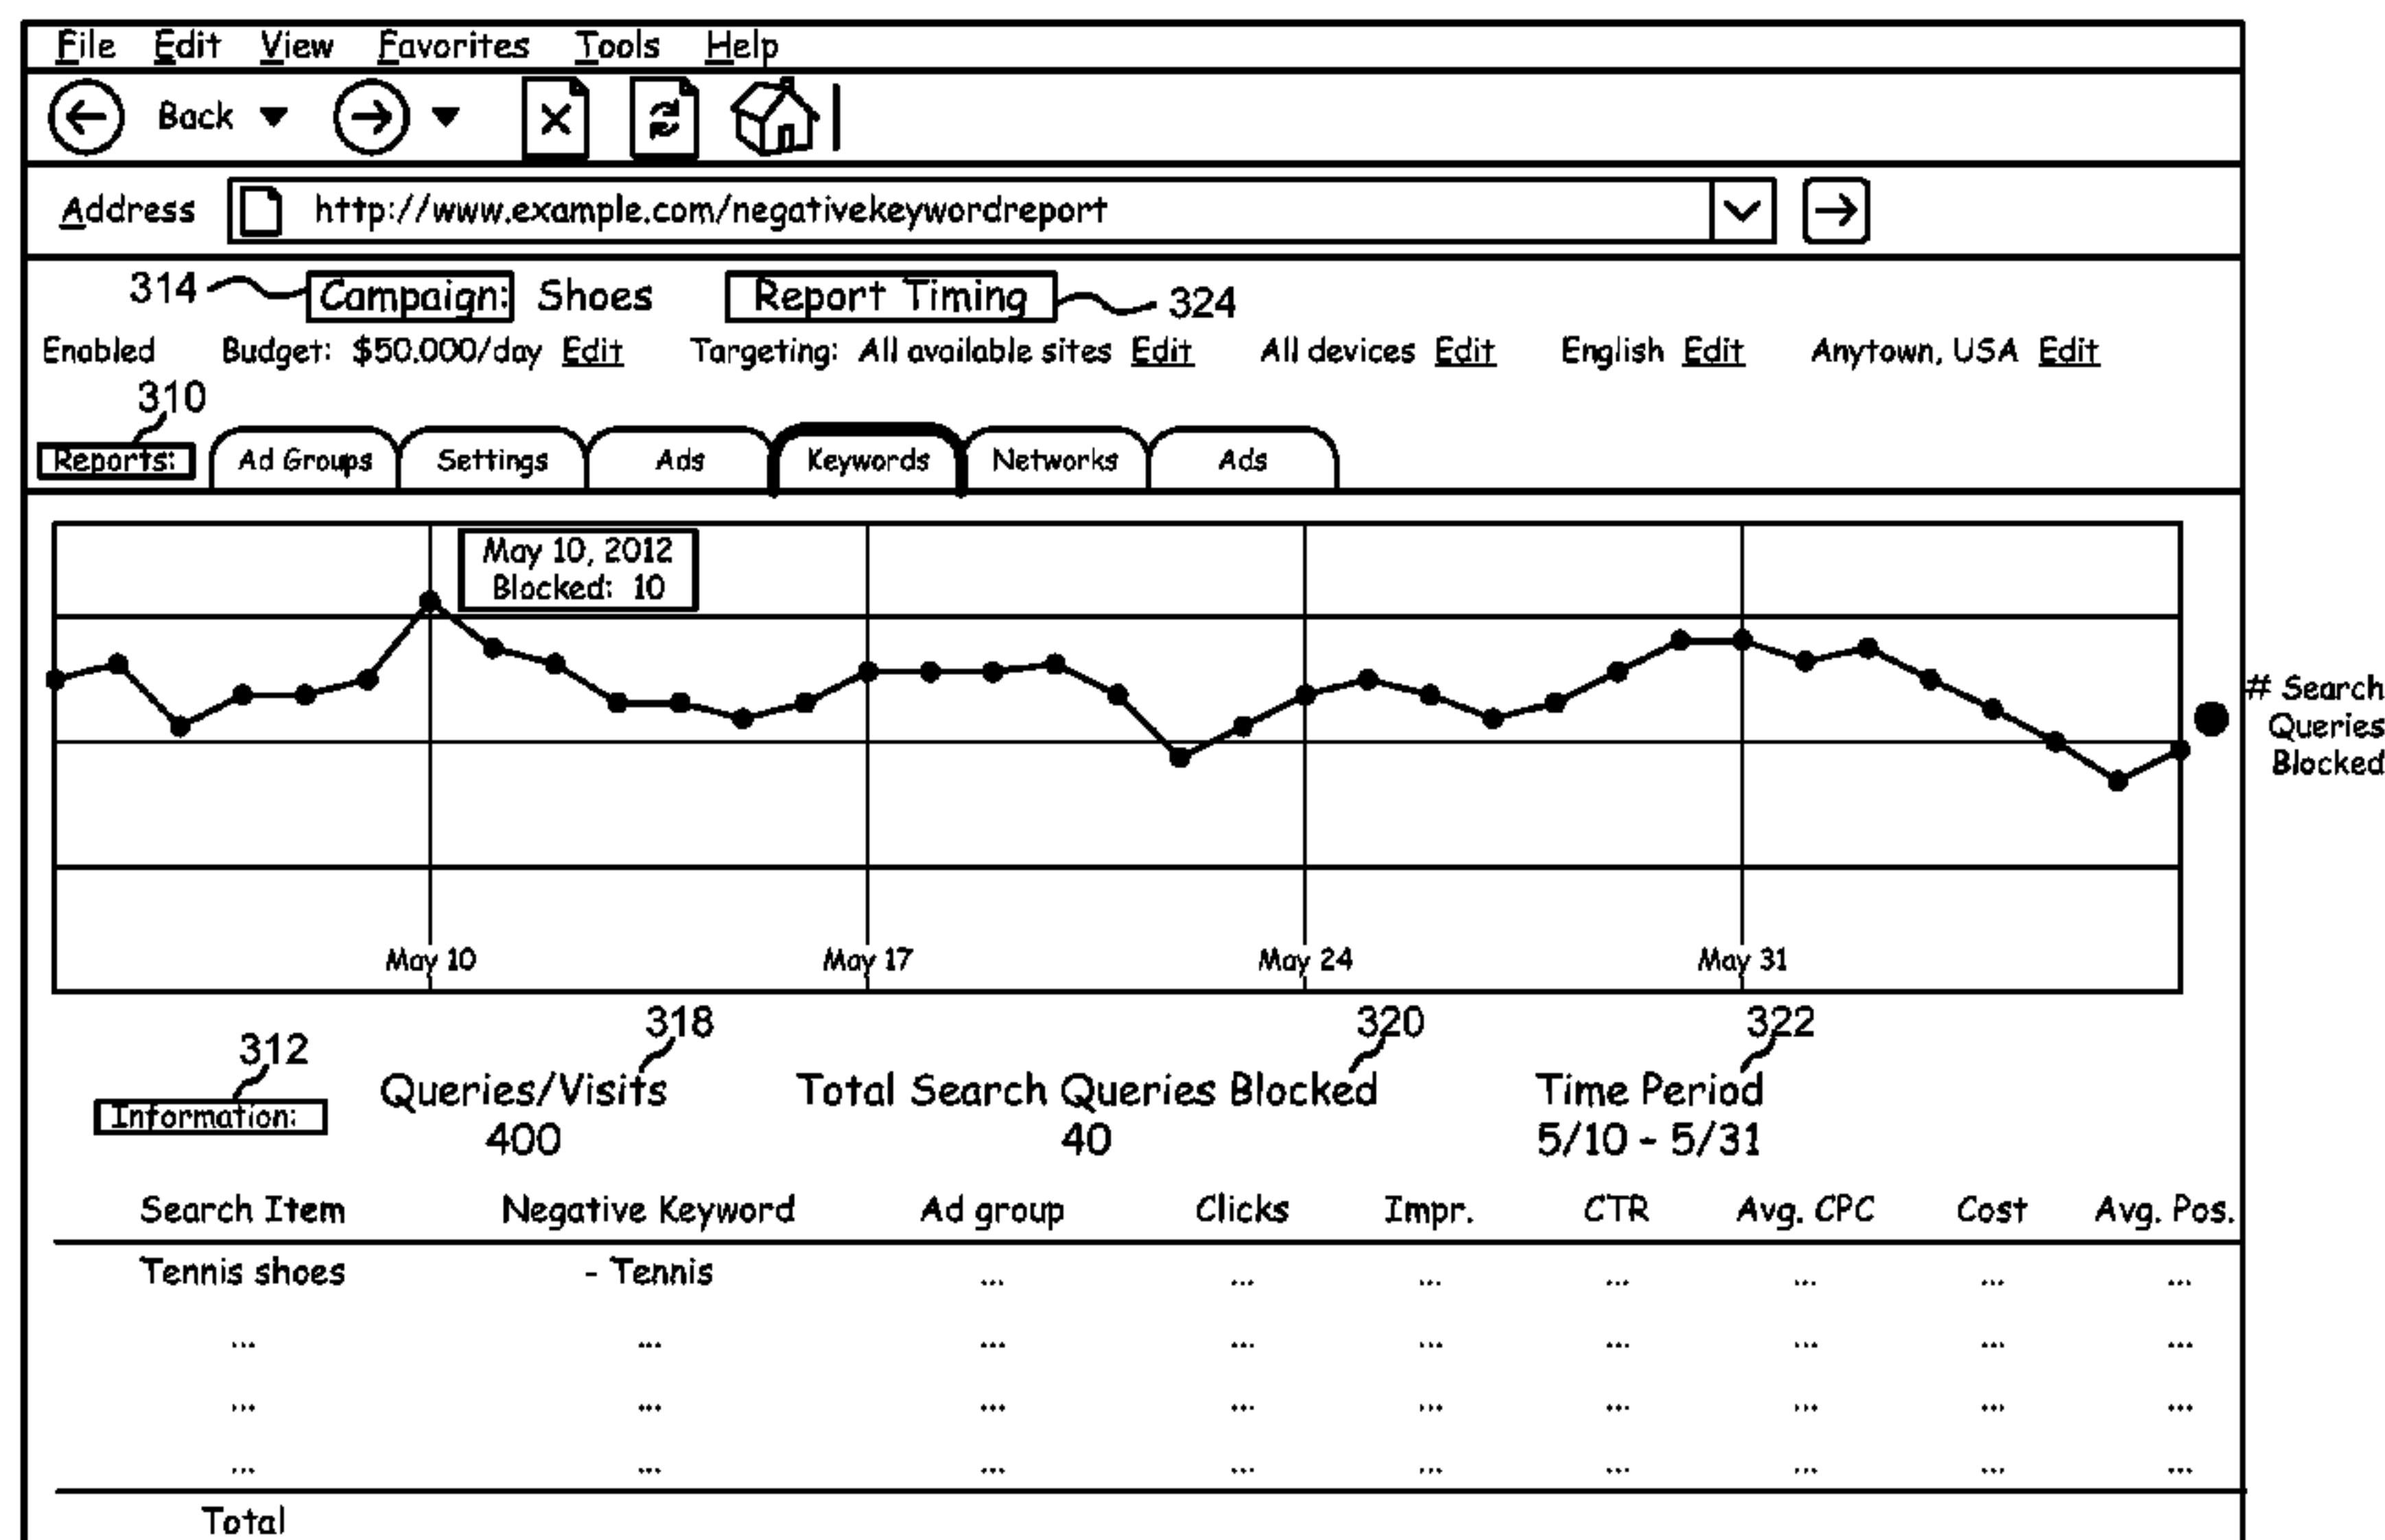 File Edit View Favorites Tools Help
Back
Address http://www.example.com/negativekeywordreport
314 Campaign: Shoes Report Timing 324
Enabled Budget: $50.000/day Edit Targeting: All available sites Edit All devices Edit English Edit Anytown, USA Edit
310
Reports: Ad Groups Settings Ads Keywords Networks Ads
May 10, 2012
Blocked: 10
# Search
Queries
Blocked
May 10 May 17 May 24 May 31
312 318 320 322
Information: Queries/Visits Total Search Queries Blocked Time Period
400 40 5/10 - 5/31
Search Item Negative Keyword Ad group Clicks Impr. CTR Avg. CPC Cost Avg. Pos.
Tennis shoes - Tennis ... ... ... ... ... ... ...
... ... ... ... ... ... ... ... ...
... ... ... ... ... ... ... ... ...
... ... ... ... ... ... ... ... ...
Total